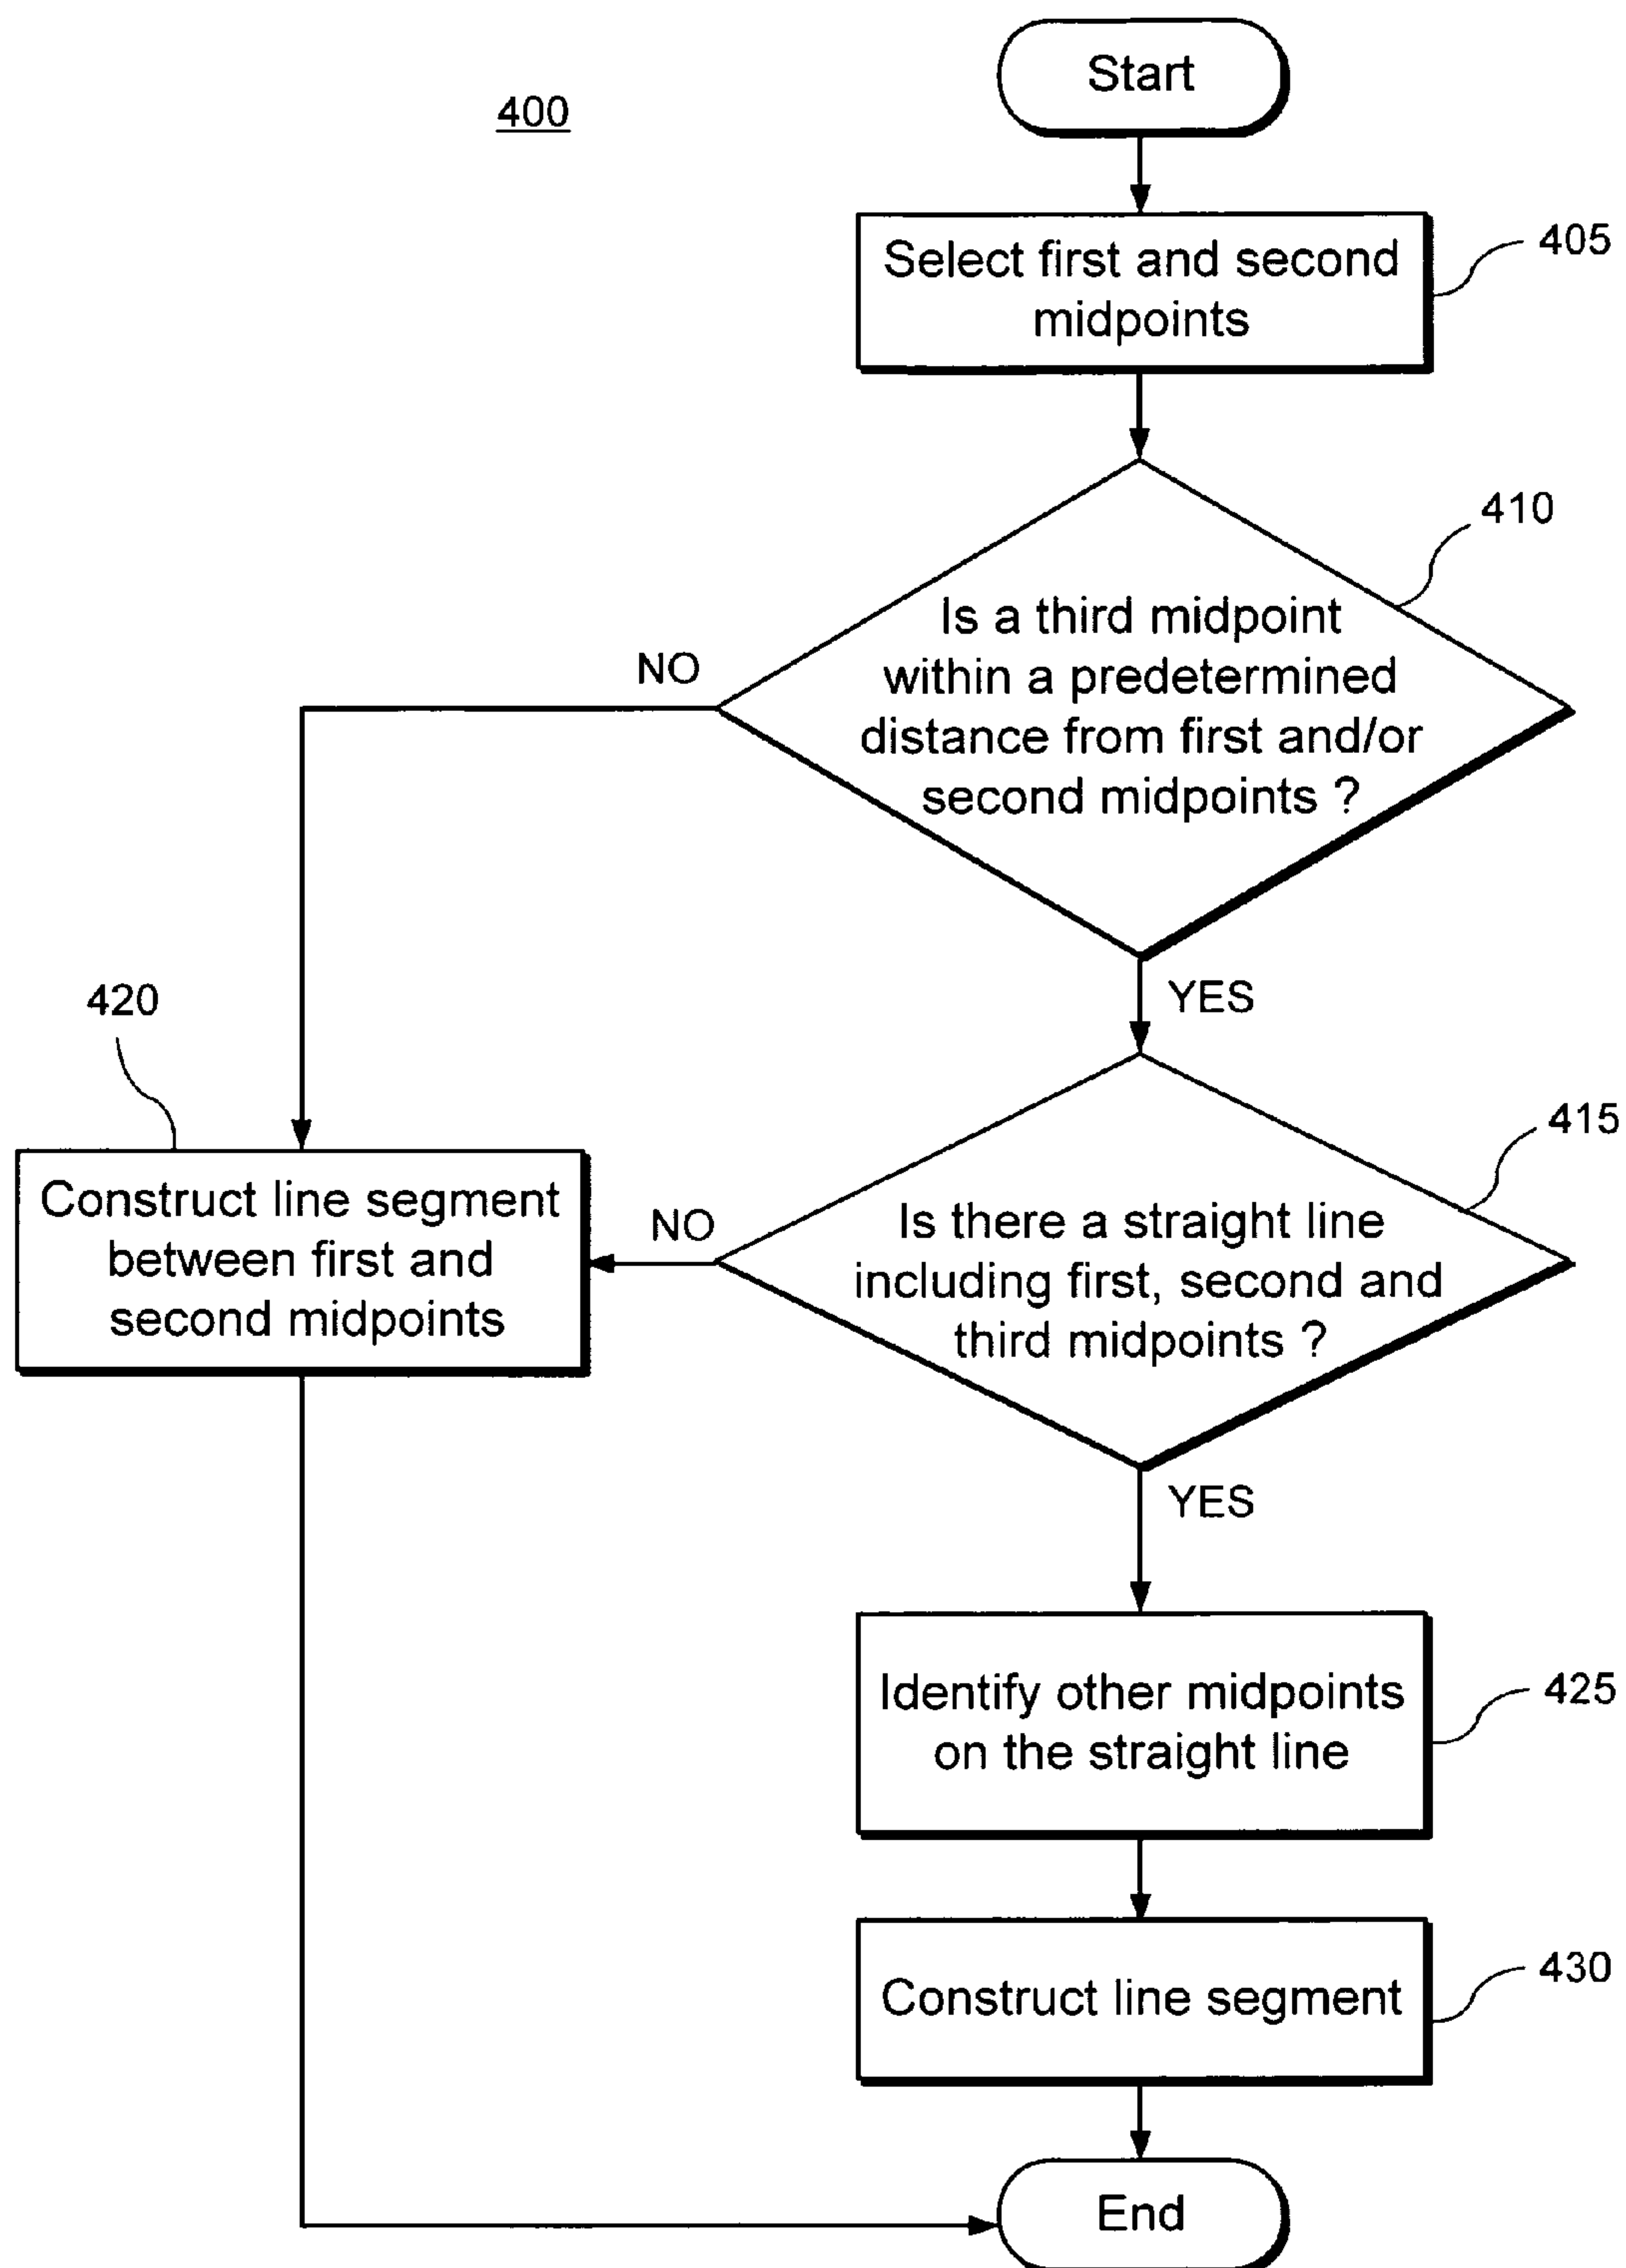 Start
400
Select first and second
midpoints
405
410
Is a third midpoint
within a predetermined
distance from first and/or
second midpoints ?
NO
YES
420
415
Construct line segment
between first and
second midpoints
NO
Is there a straight line
including first, second and
third midpoints ?
YES
Identify other midpoints
on the straight line
425
Construct line segment
430
End